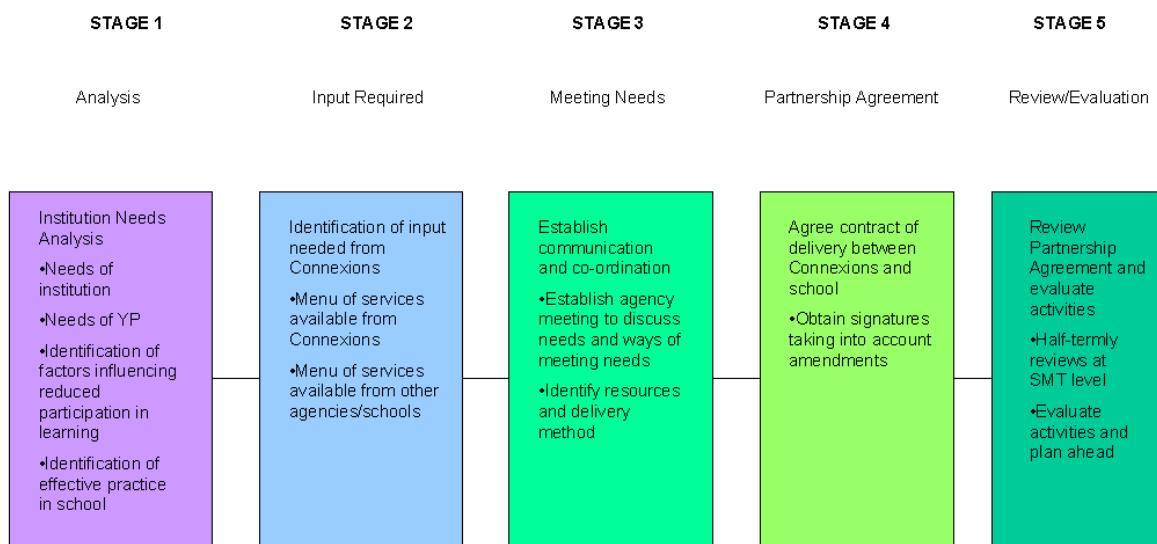 STAGE 1
STAGE 2
STAGE 3
STAGE 4
STAGE 5
Analysis
Input Required
Meeting Needs
Partnership Agreement
Review/Evaluation
Institution Needs
Analysis
•Needs of
institution
•Needs of YP
•Identification of
factors influencing
reduced
participation in
learning
•Identification of
effective practice
in school
Identification of input
needed from
Connexions
•Menu of services
available from
Connexions
•Menu of services
available from other
agencies/schools
Establish
communication
and co-ordination
•Establish agency
meeting to discuss
needs and ways of
meeting needs
•Identify resources
and delivery
method
Agree contract of
delivery between
Connexions and
school
•Obtain signatures
taking into account
amendments
Review
Partnership
Agreement and
evaluate
activities
•Half-termly
reviews at
SMT level
•Evaluate
activities and
plan ahead